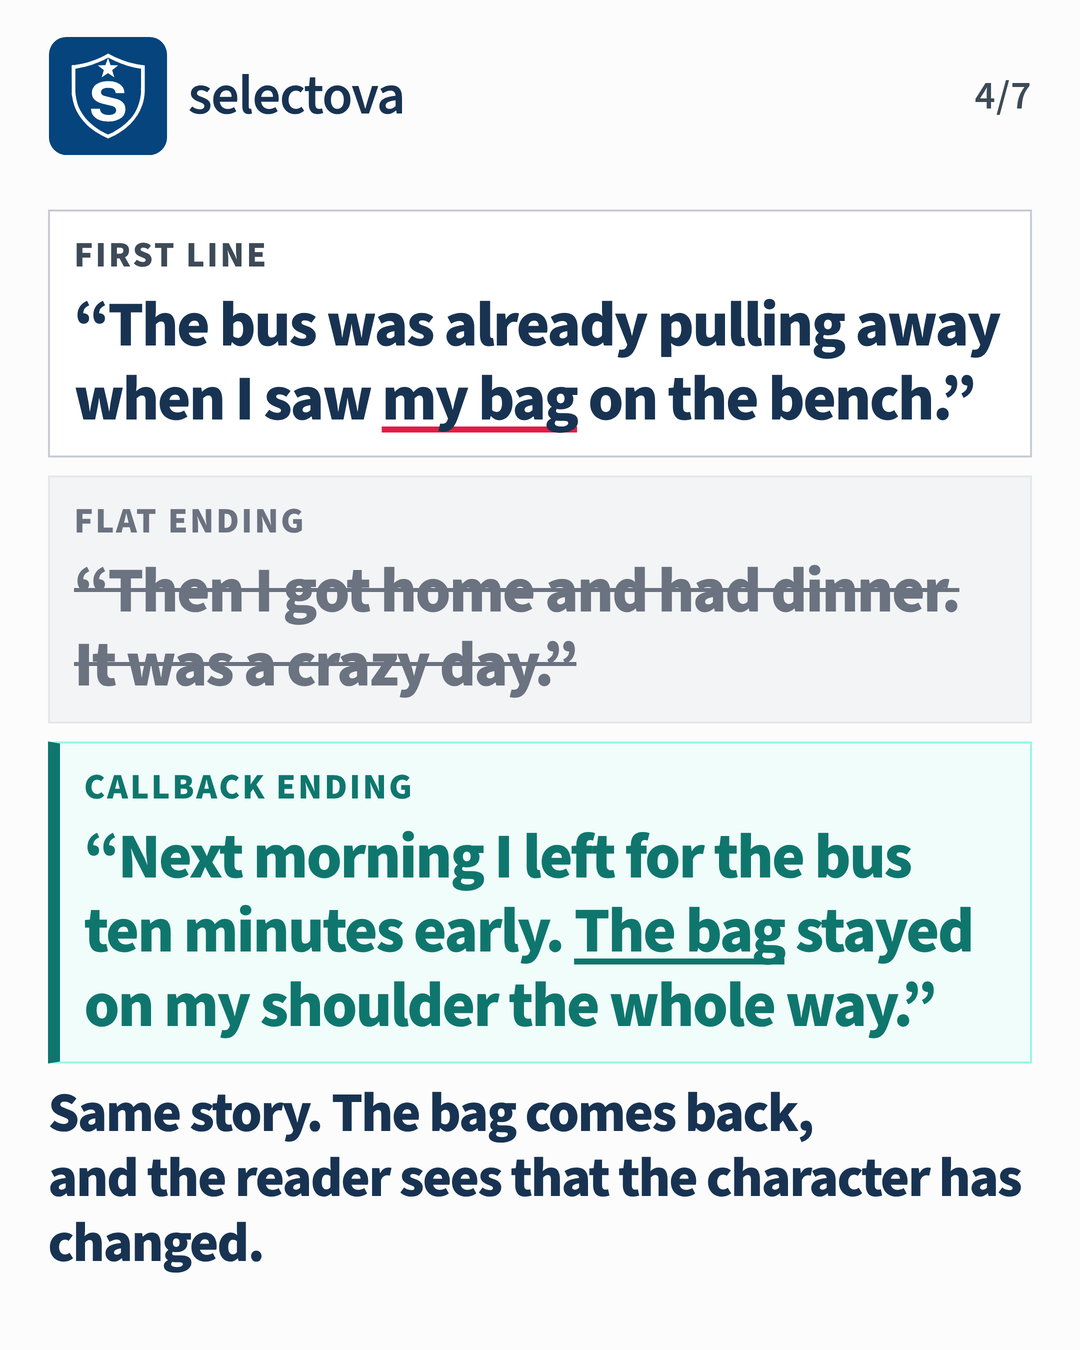 S
selectova
4/7
FIRST LINE
“The bus was already pulling away
when I saw my bag on the bench.”
FLAT ENDING
“Then I got home and had dinner.
It was a crazy day.”
CALLBACK ENDING
“Next morning I left for the bus
ten minutes early. The bag stayed
on my shoulder the whole way.”
Same story. The bag comes back,
and the reader sees that the character has
changed.